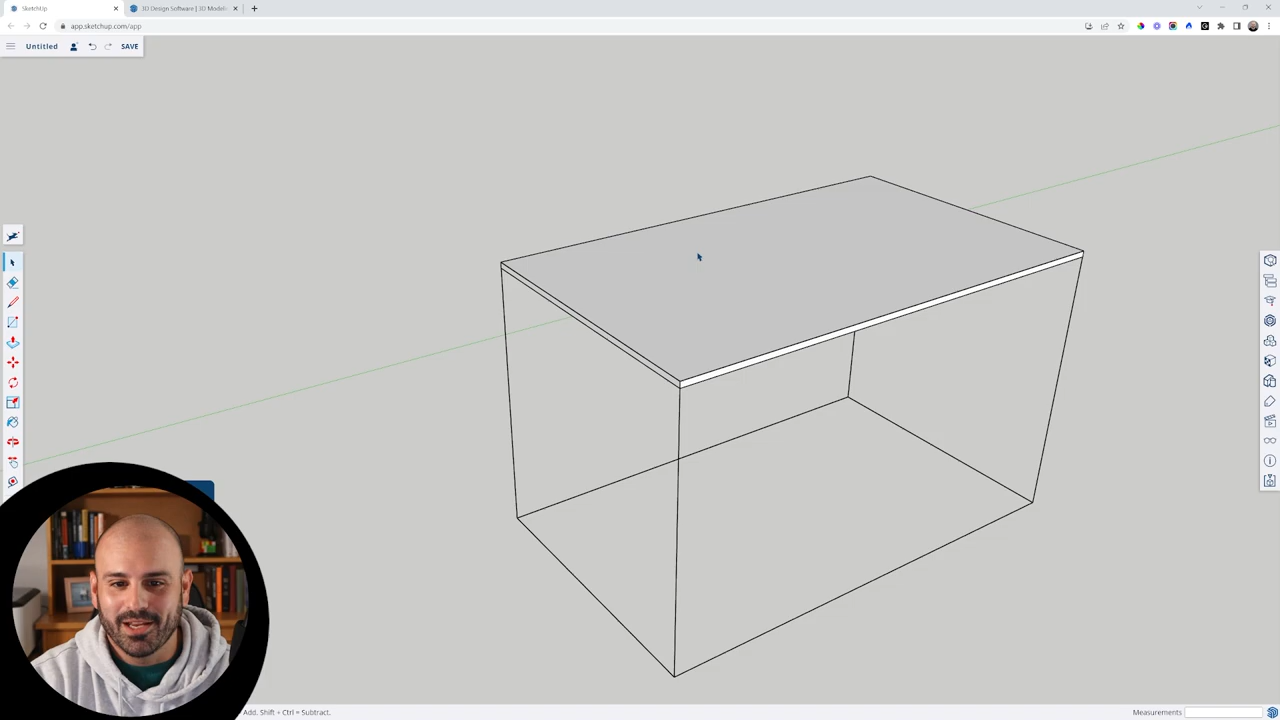 SketchUp
3D Design Software | 3D Modeli
app.sketchup.com/app
Untitled
SAVE
Add. Shift + Ctrl = Subtract.
Measurements